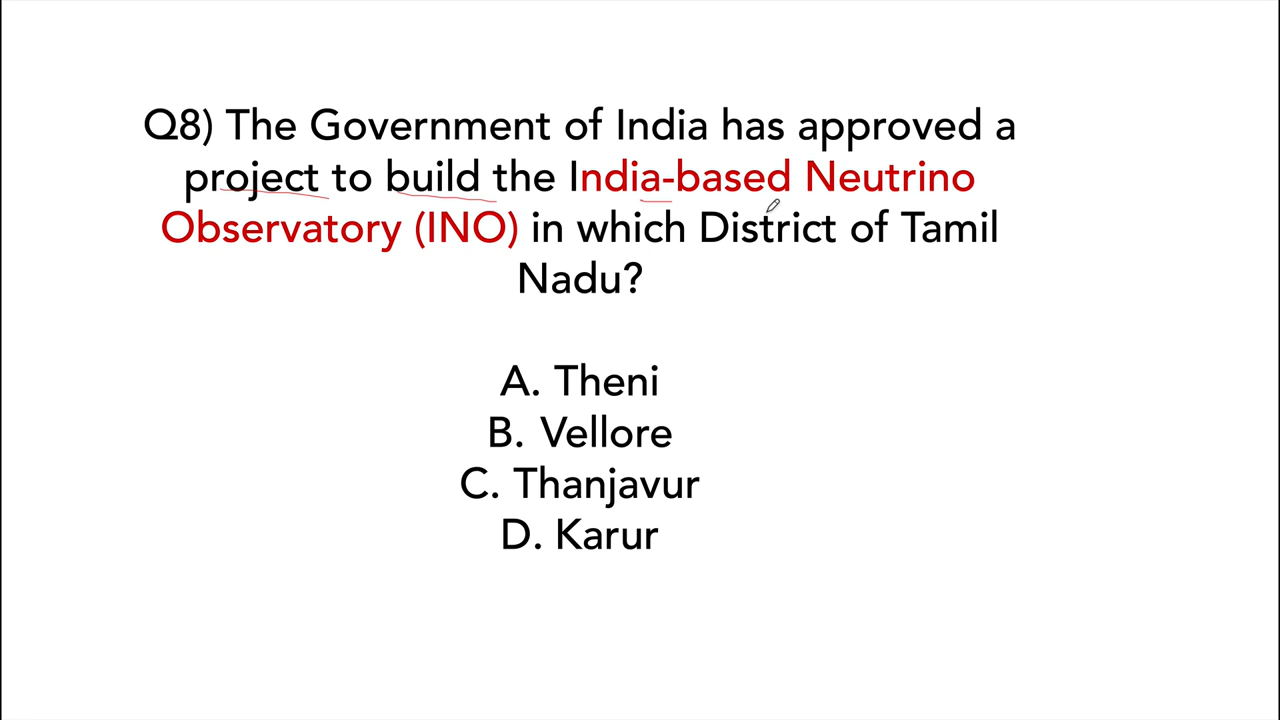 Q8) The Government of India has approved a
project to build the India-based Neutrino
Observatory (INO) in which District of Tamil
Nadu?
A. Theni
B. Vellore
C. Thanjavur
D. Karur